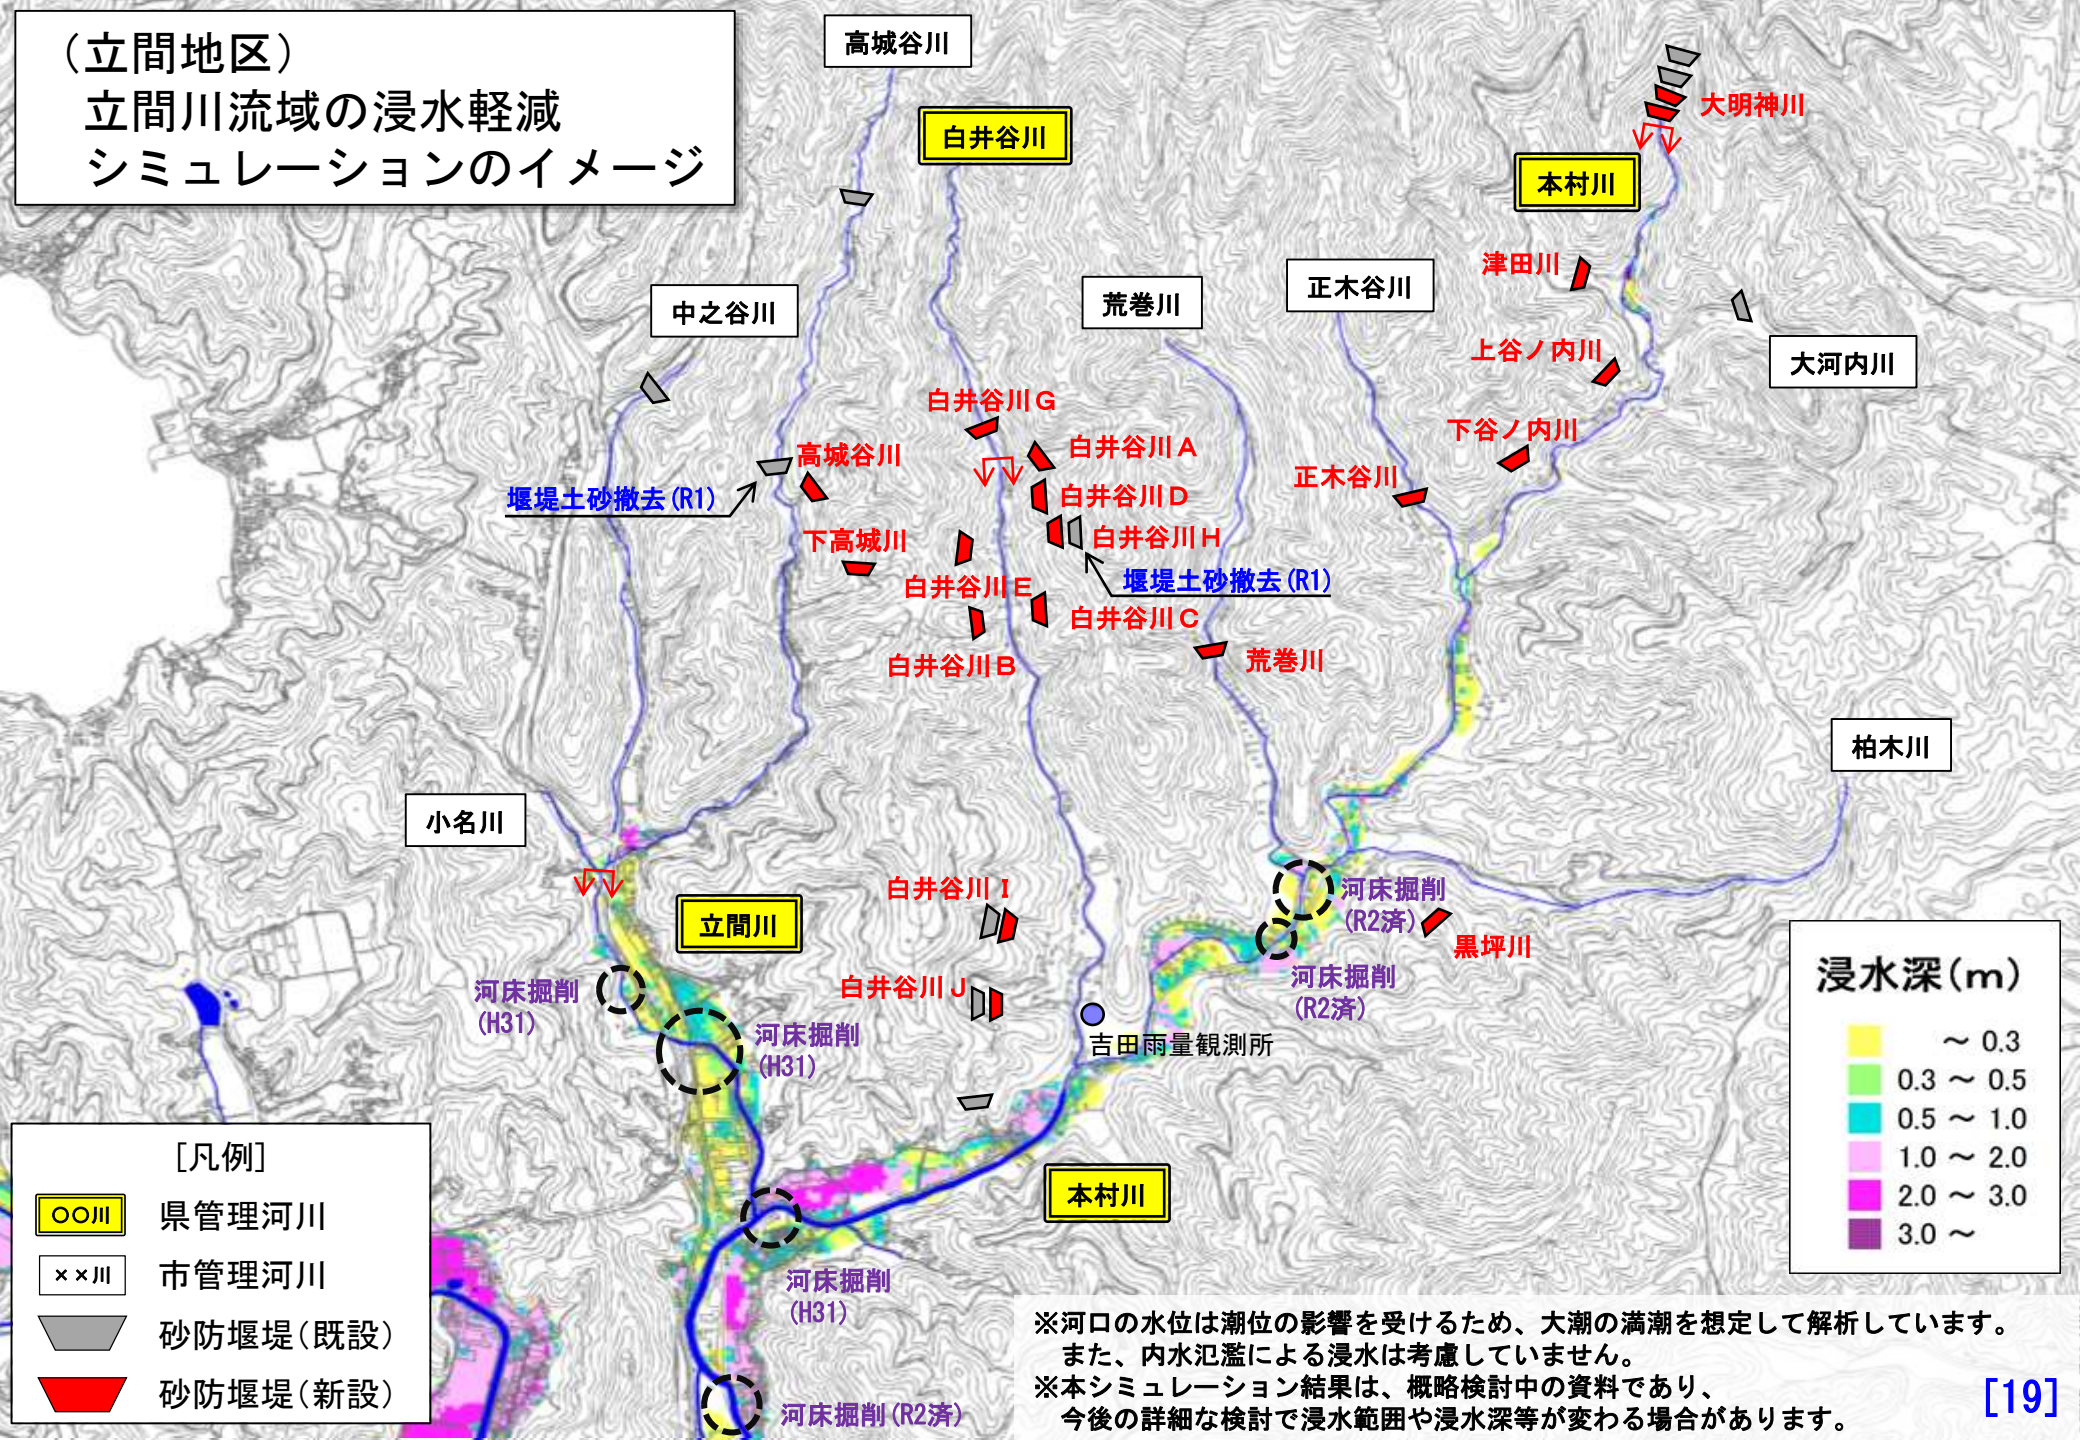 （立間地区）
立間川流域の浸水軽減
シミュレーションのイメージ
高城谷川
白井谷川
大明神川
本村川
津田川
正木谷川
荒巻川
中之谷川
上谷ノ内川
大河内川
白井谷川G
下谷ノ内川
白井谷川A
高城谷川
正木谷川
堰堤土砂撤去(R1)
白井谷川D
白井谷川H
下高城川
堰堤土砂撤去(R1)
白井谷川E
白井谷川C
白井谷川B
荒巻川
柏木川
小名川
白井谷川I
河床掘削
(R2済)
立間川
黒坪川
河床掘削
(R2済)
白井谷川J
河床掘削
(H31)
河床掘削
(H31)
吉田雨量観測所
本村川
河床掘削
(H31)
河床掘削(R2済)
浸水深(m)
～ 0.3
0.3 ～ 0.5
0.5 ～ 1.0
1.0 ～ 2.0
2.0 ～ 3.0
3.0 ～
[凡例]
○○川 県管理河川
××川 市管理河川
砂防堰堤(既設)
砂防堰堤(新設)
※河口の水位は潮位の影響を受けるため、大潮の満潮を想定して解析しています。
また、内水氾濫による浸水は考慮していません。
※本シミュレーション結果は、概略検討中の資料であり、
今後の詳細な検討で浸水範囲や浸水深等が変わる場合があります。
[19]